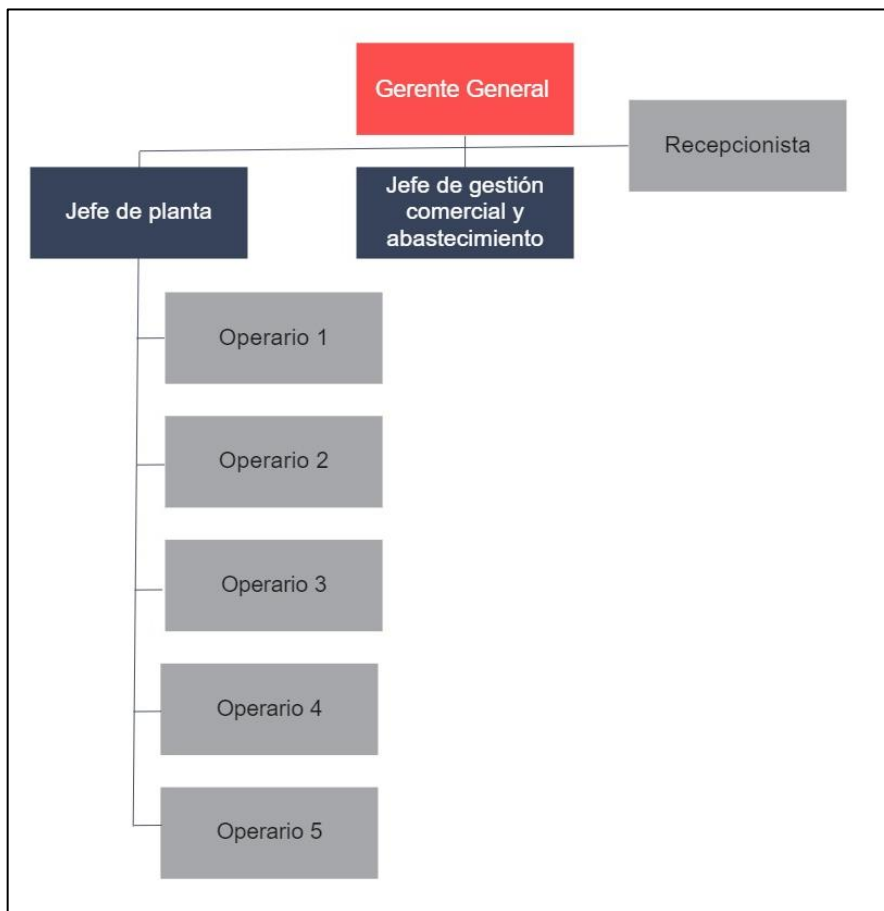 Gerente General
Recepcionista
Jefe de planta
Jefe de gestión
comercial y
abastecimiento
Operario 1
Operario 2
Operario 3
Operario 4
Operario 5